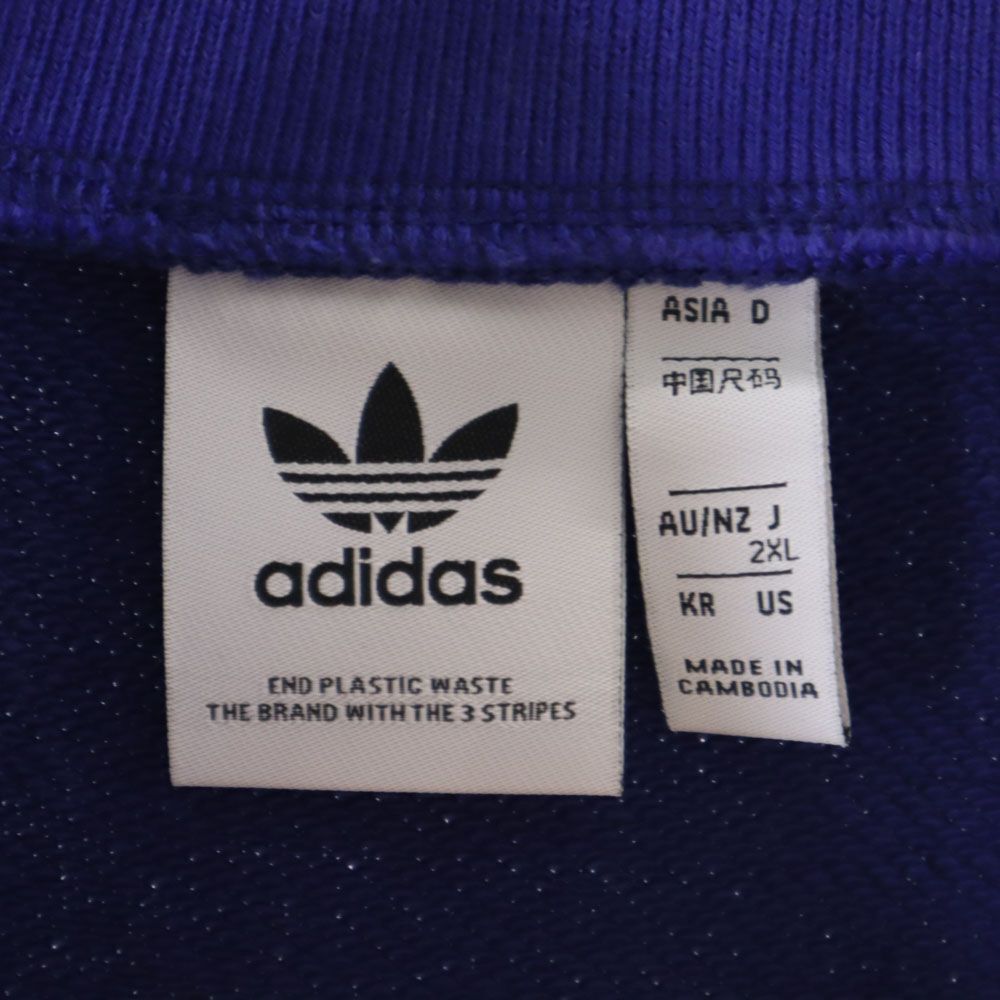 adidas
END PLASTIC WASTE
THE BRAND WITH THE 3 STRIPES
ASIA D
中国尺码
AU/NZ J
2XL
KR US
MADE IN
CAMBODIA